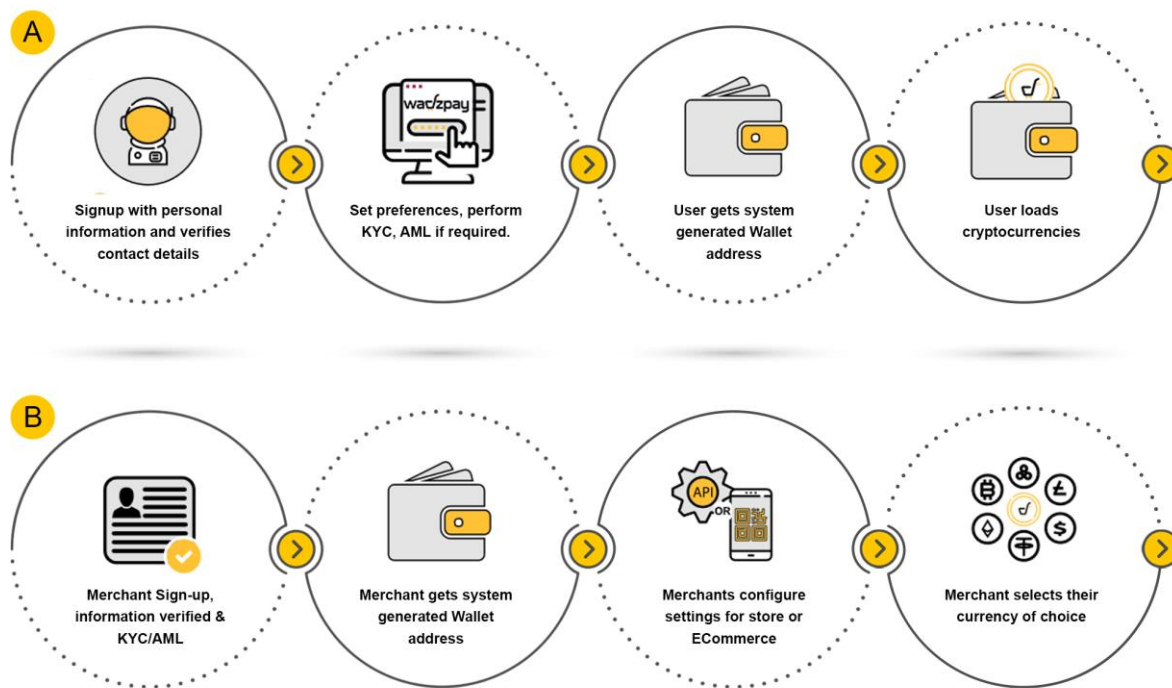 A
wadzpay
Signup with personal
information and verifies
contact details
Set preferences, perform
KYC, AML if required.
User gets system
generated Wallet
address
User loads
cryptocurrencies
B
API
OR
Merchant Sign-up,
information verified &
KYC/AML
Merchant gets system
generated Wallet
address
Merchants configure
settings for store or
ECommerce
Merchant selects their
currency of choice